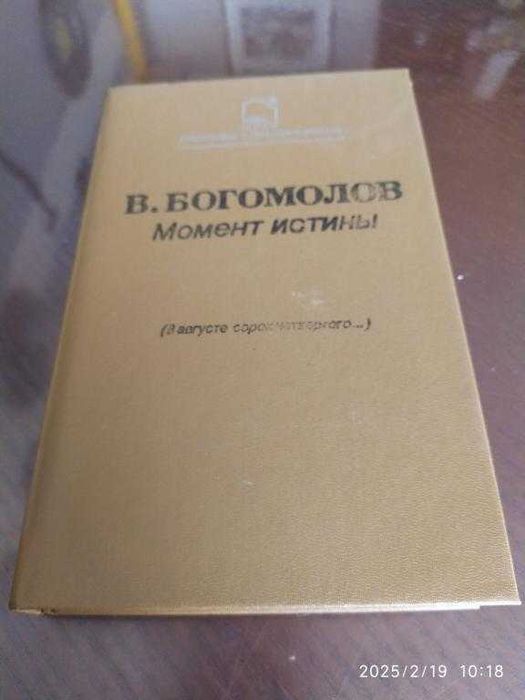 В. БОГОМОЛОВ
Момент истины
(В августе сорок четвертого...)
2025/2/19 10:18